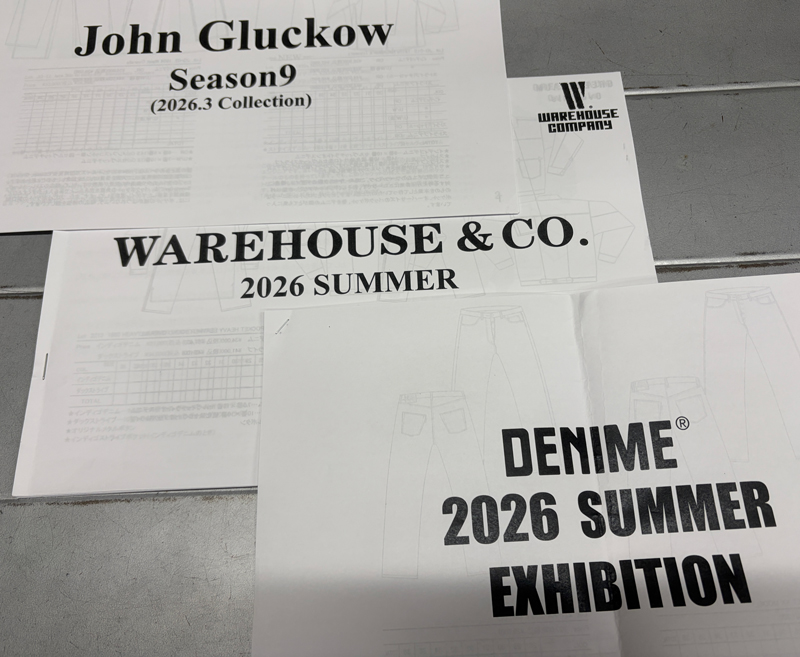 John Gluckow
Season9
(2026.3 Collection)
W.
WAREHOUSE
COMPANY
WAREHOUSE & CO.
2026 SUMMER
DENIME®
2026 SUMMER
EXHIBITION